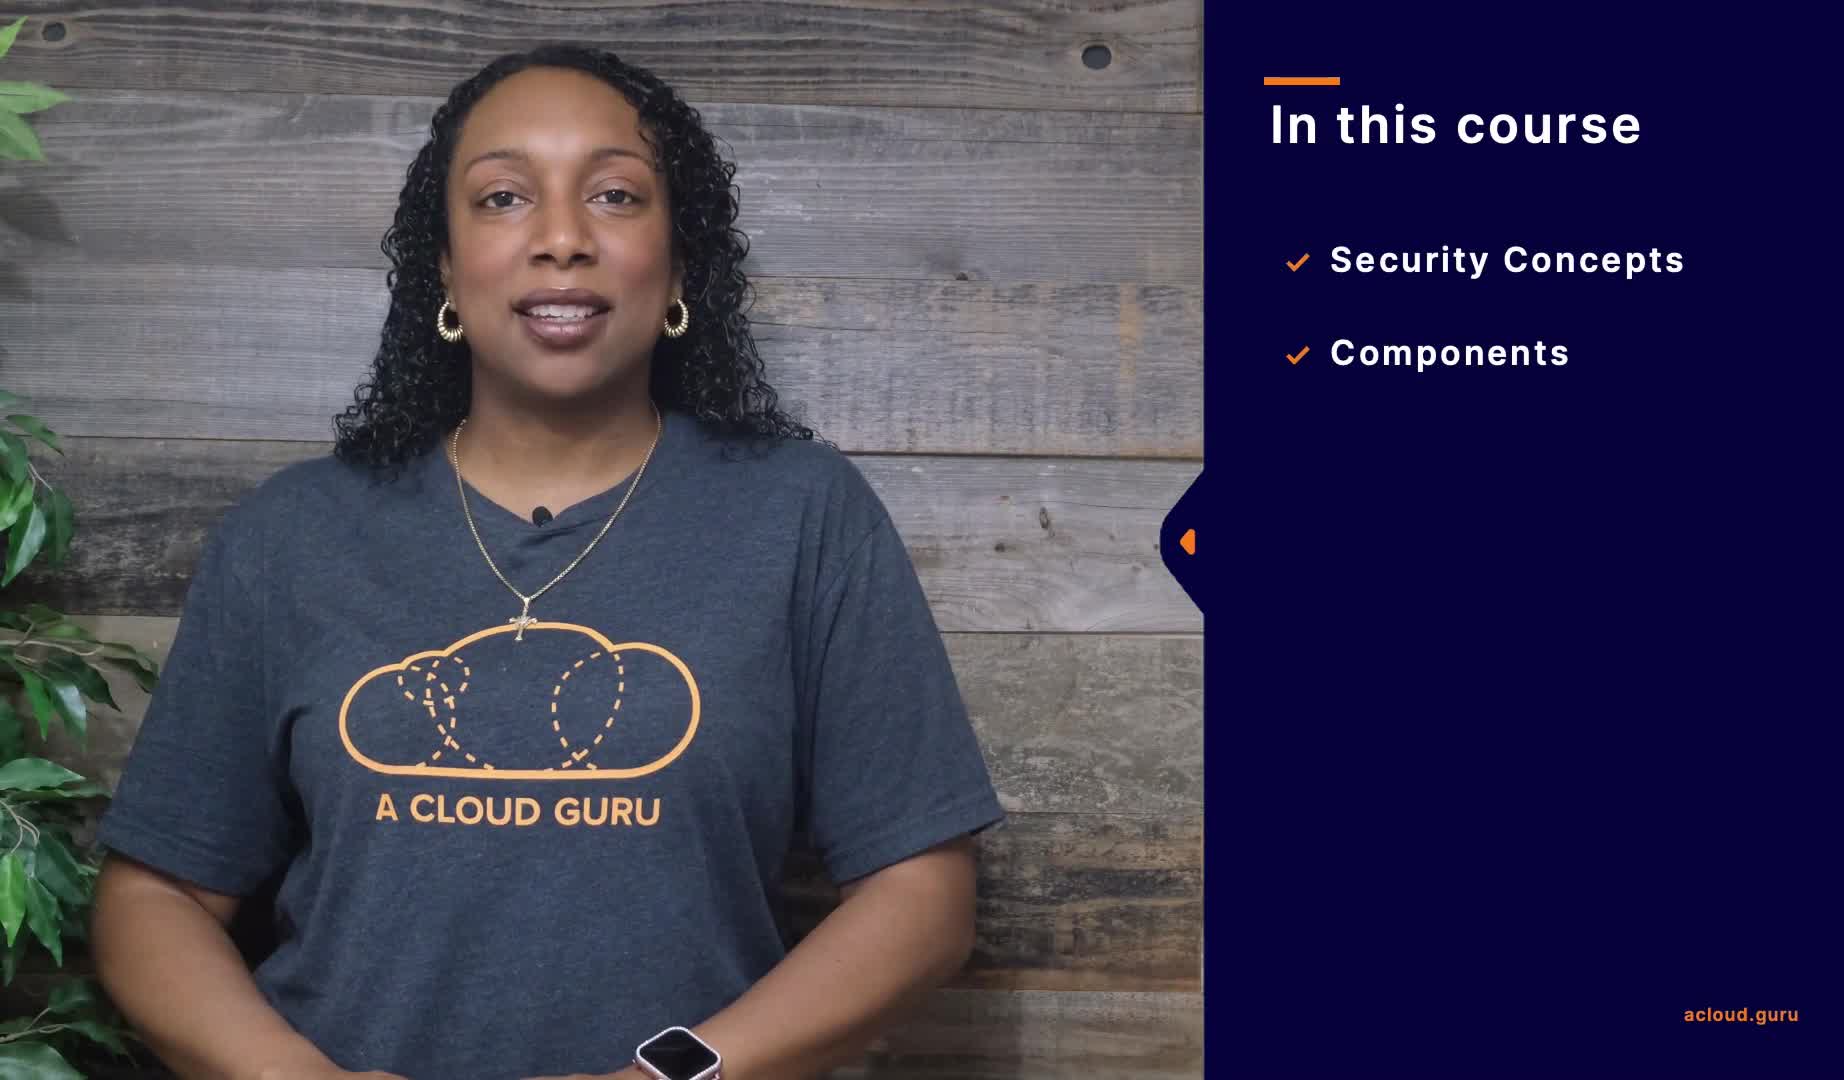 In this course
Security Concepts
Components
A CLOUD GURU
acloud.guru